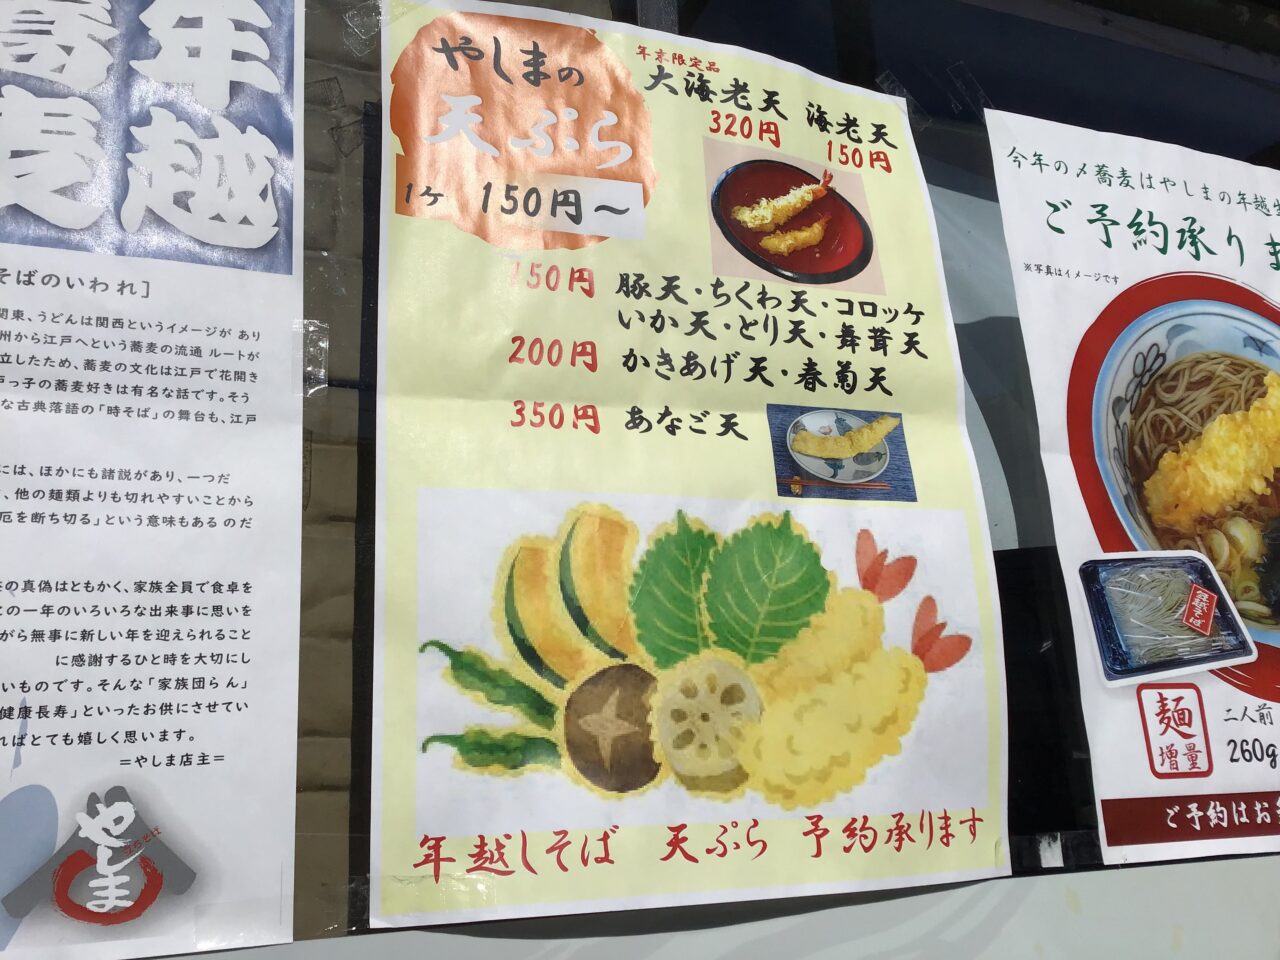 年越
蕎麦
そばのいわれ］
関東、うどんは関西というイメージが あり
州から江戸へという蕎麦の流通 ルートが
立したため、蕎麦の文化は江戸で花開き
戸っ子の蕎麦好きは有名な話です。そう
な古典落語の「時そば」の舞台も、江戸
には、ほかにも諸説があり、一つだ
、他の麺類よりも切れやすいことから
厄を断ち切る」という意味もある のだ
の真偽はともかく、家族全員で食卓を
この一年のいろいろな出来事に思いを
がら無事に新しい年を迎えられること
に感謝するひと時を大切にし
いものです。そんな「家族団らん」
健康長寿」といったお供にさせてい
ればとても嬉しく思います。
＝やしま店主＝
やしま
やしまの
天ぷら
1ケ 150円～
年末限定品
大海老天 海老天
320円 150円
150円 豚天・ちくわ天・コロッケ
いか天・とり天・舞茸天
200円 かきあげ天・春菊天
350円 あなご天
年越しそば 天ぷら 予約承ります
今年の〆蕎麦はやしまの年越
ご予約承りま
※写真はイメージです
年越そば
麺
増量
二人前
260g
ご予約はお